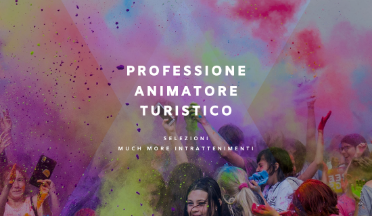 PROFESSIONE
ANIMATORE
TURISTICO
SELEZIONI
MUCH MORE INTRATTENIMENTI